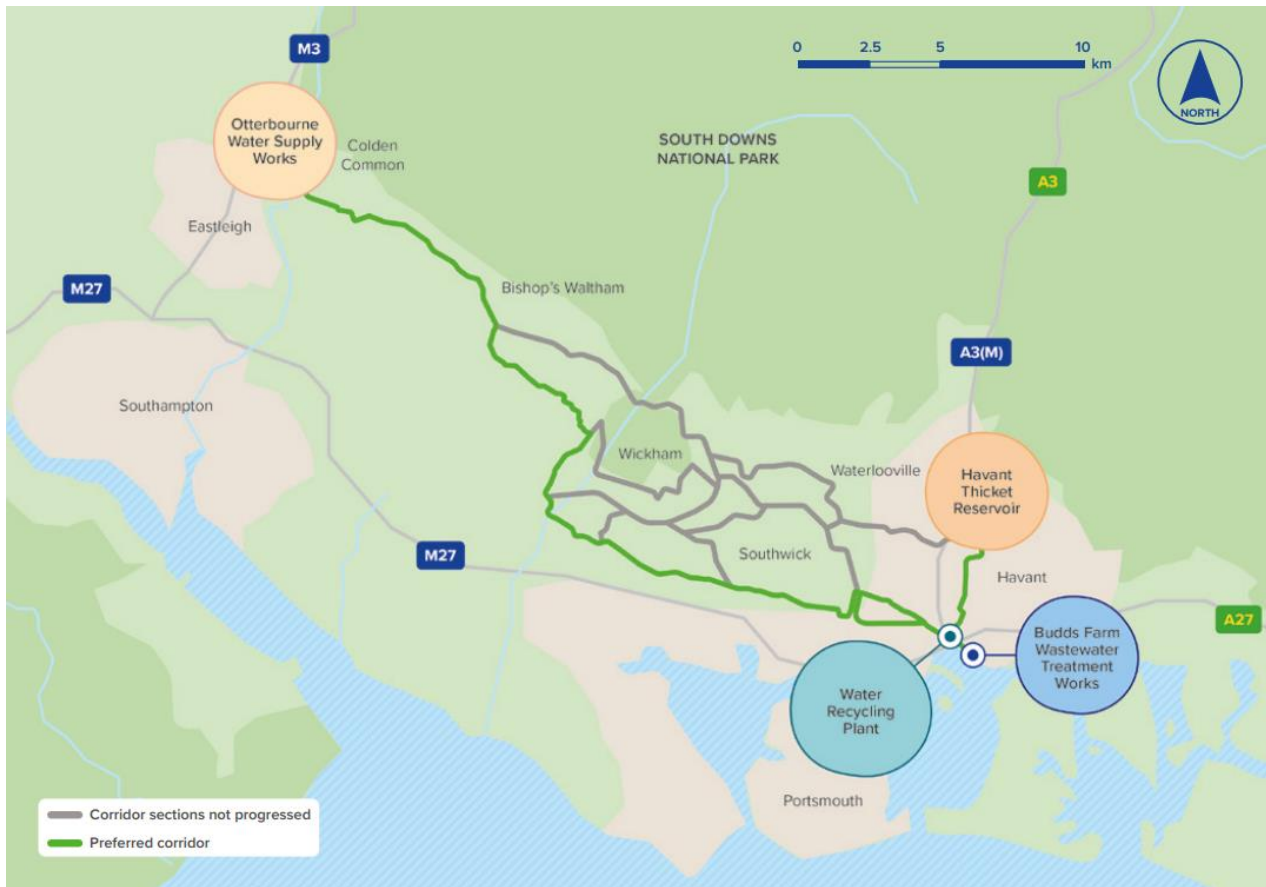 M3
0 2.5 5 10
km
NORTH
Otterbourne
Water Supply
Works
Colden
Common
SOUTH DOWNS
NATIONAL PARK
A3
Eastleigh
M27
Bishop's Waltham
A3(M)
Southampton
Wickham
Waterlooville
Havant
Thicket
Reservoir
M27
Southwick
Havant
A27
Budds Farm
Wastewater
Treatment
Works
Water
Recycling
Plant
Portsmouth
Corridor sections not progressed
Preferred corridor